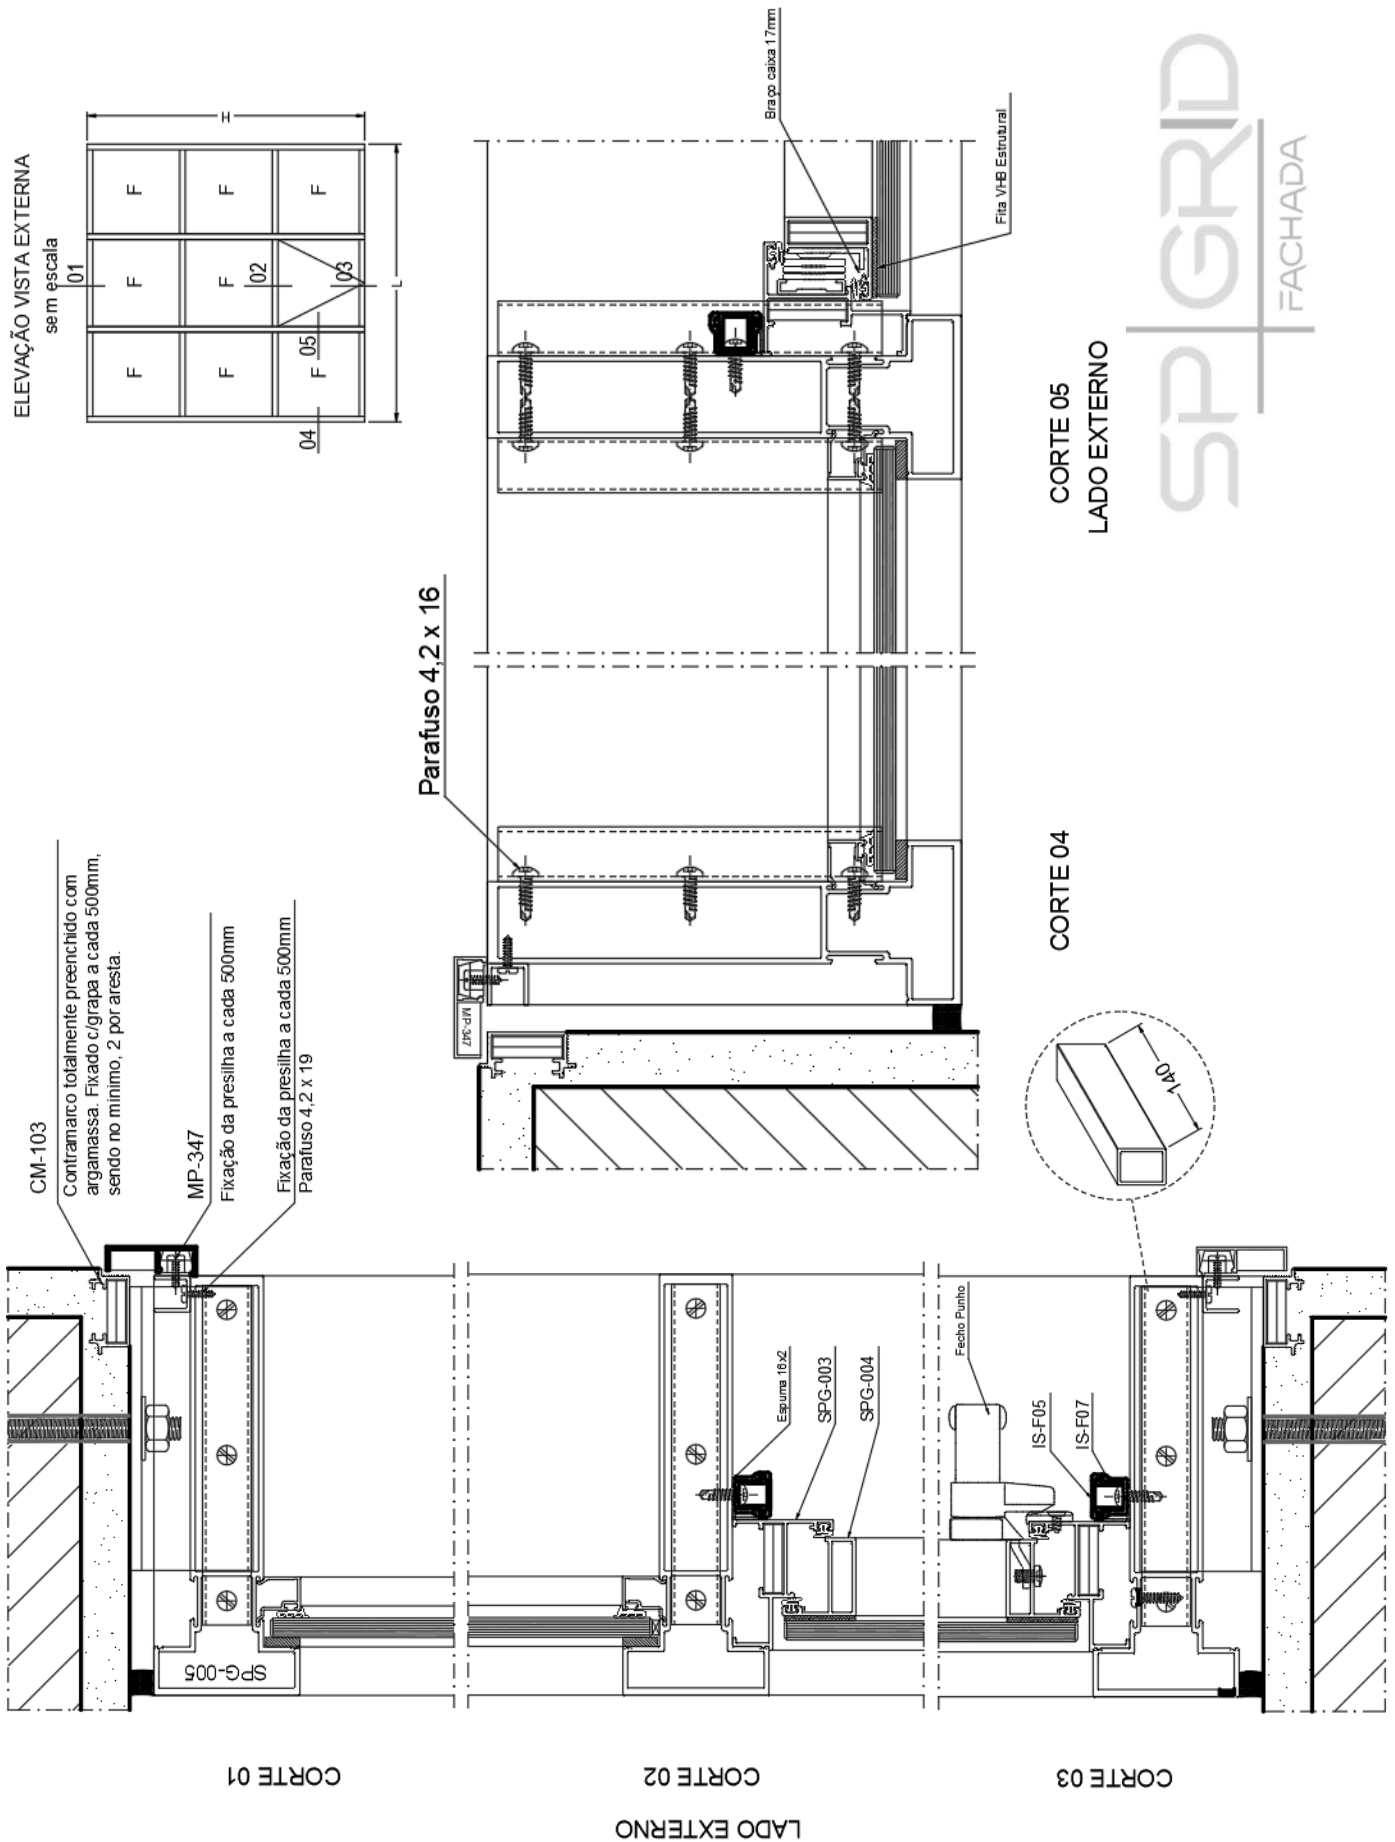 ELEVAÇÃO VISTA EXTERNA
sem escala
01
F
F
F
F
F
F
F
F
02
03
04
05
H
L
CM-103
Contramarco totalmente preenchido com
argamassa. Fixado c/grapa a cada 500mm,
sendo no minimo, 2 por aresta.
MP-347
Fixação da presilha a cada 500mm
Fixação da presilha a cada 500mm
Parafuso 4,2 x 19
Parafuso 4,2 x 16
MP-347
Braço caixa 17mm
Fita VHB Estrutural
CORTE 04
CORTE 05
LADO EXTERNO
140
SPG-005
Espuma 16x2
SPG-003
SPG-004
Fecho Punho
IS-F05
IS-F07
CORTE 01
CORTE 02
CORTE 03
LADO EXTERNO
SP GRID
FACHADA